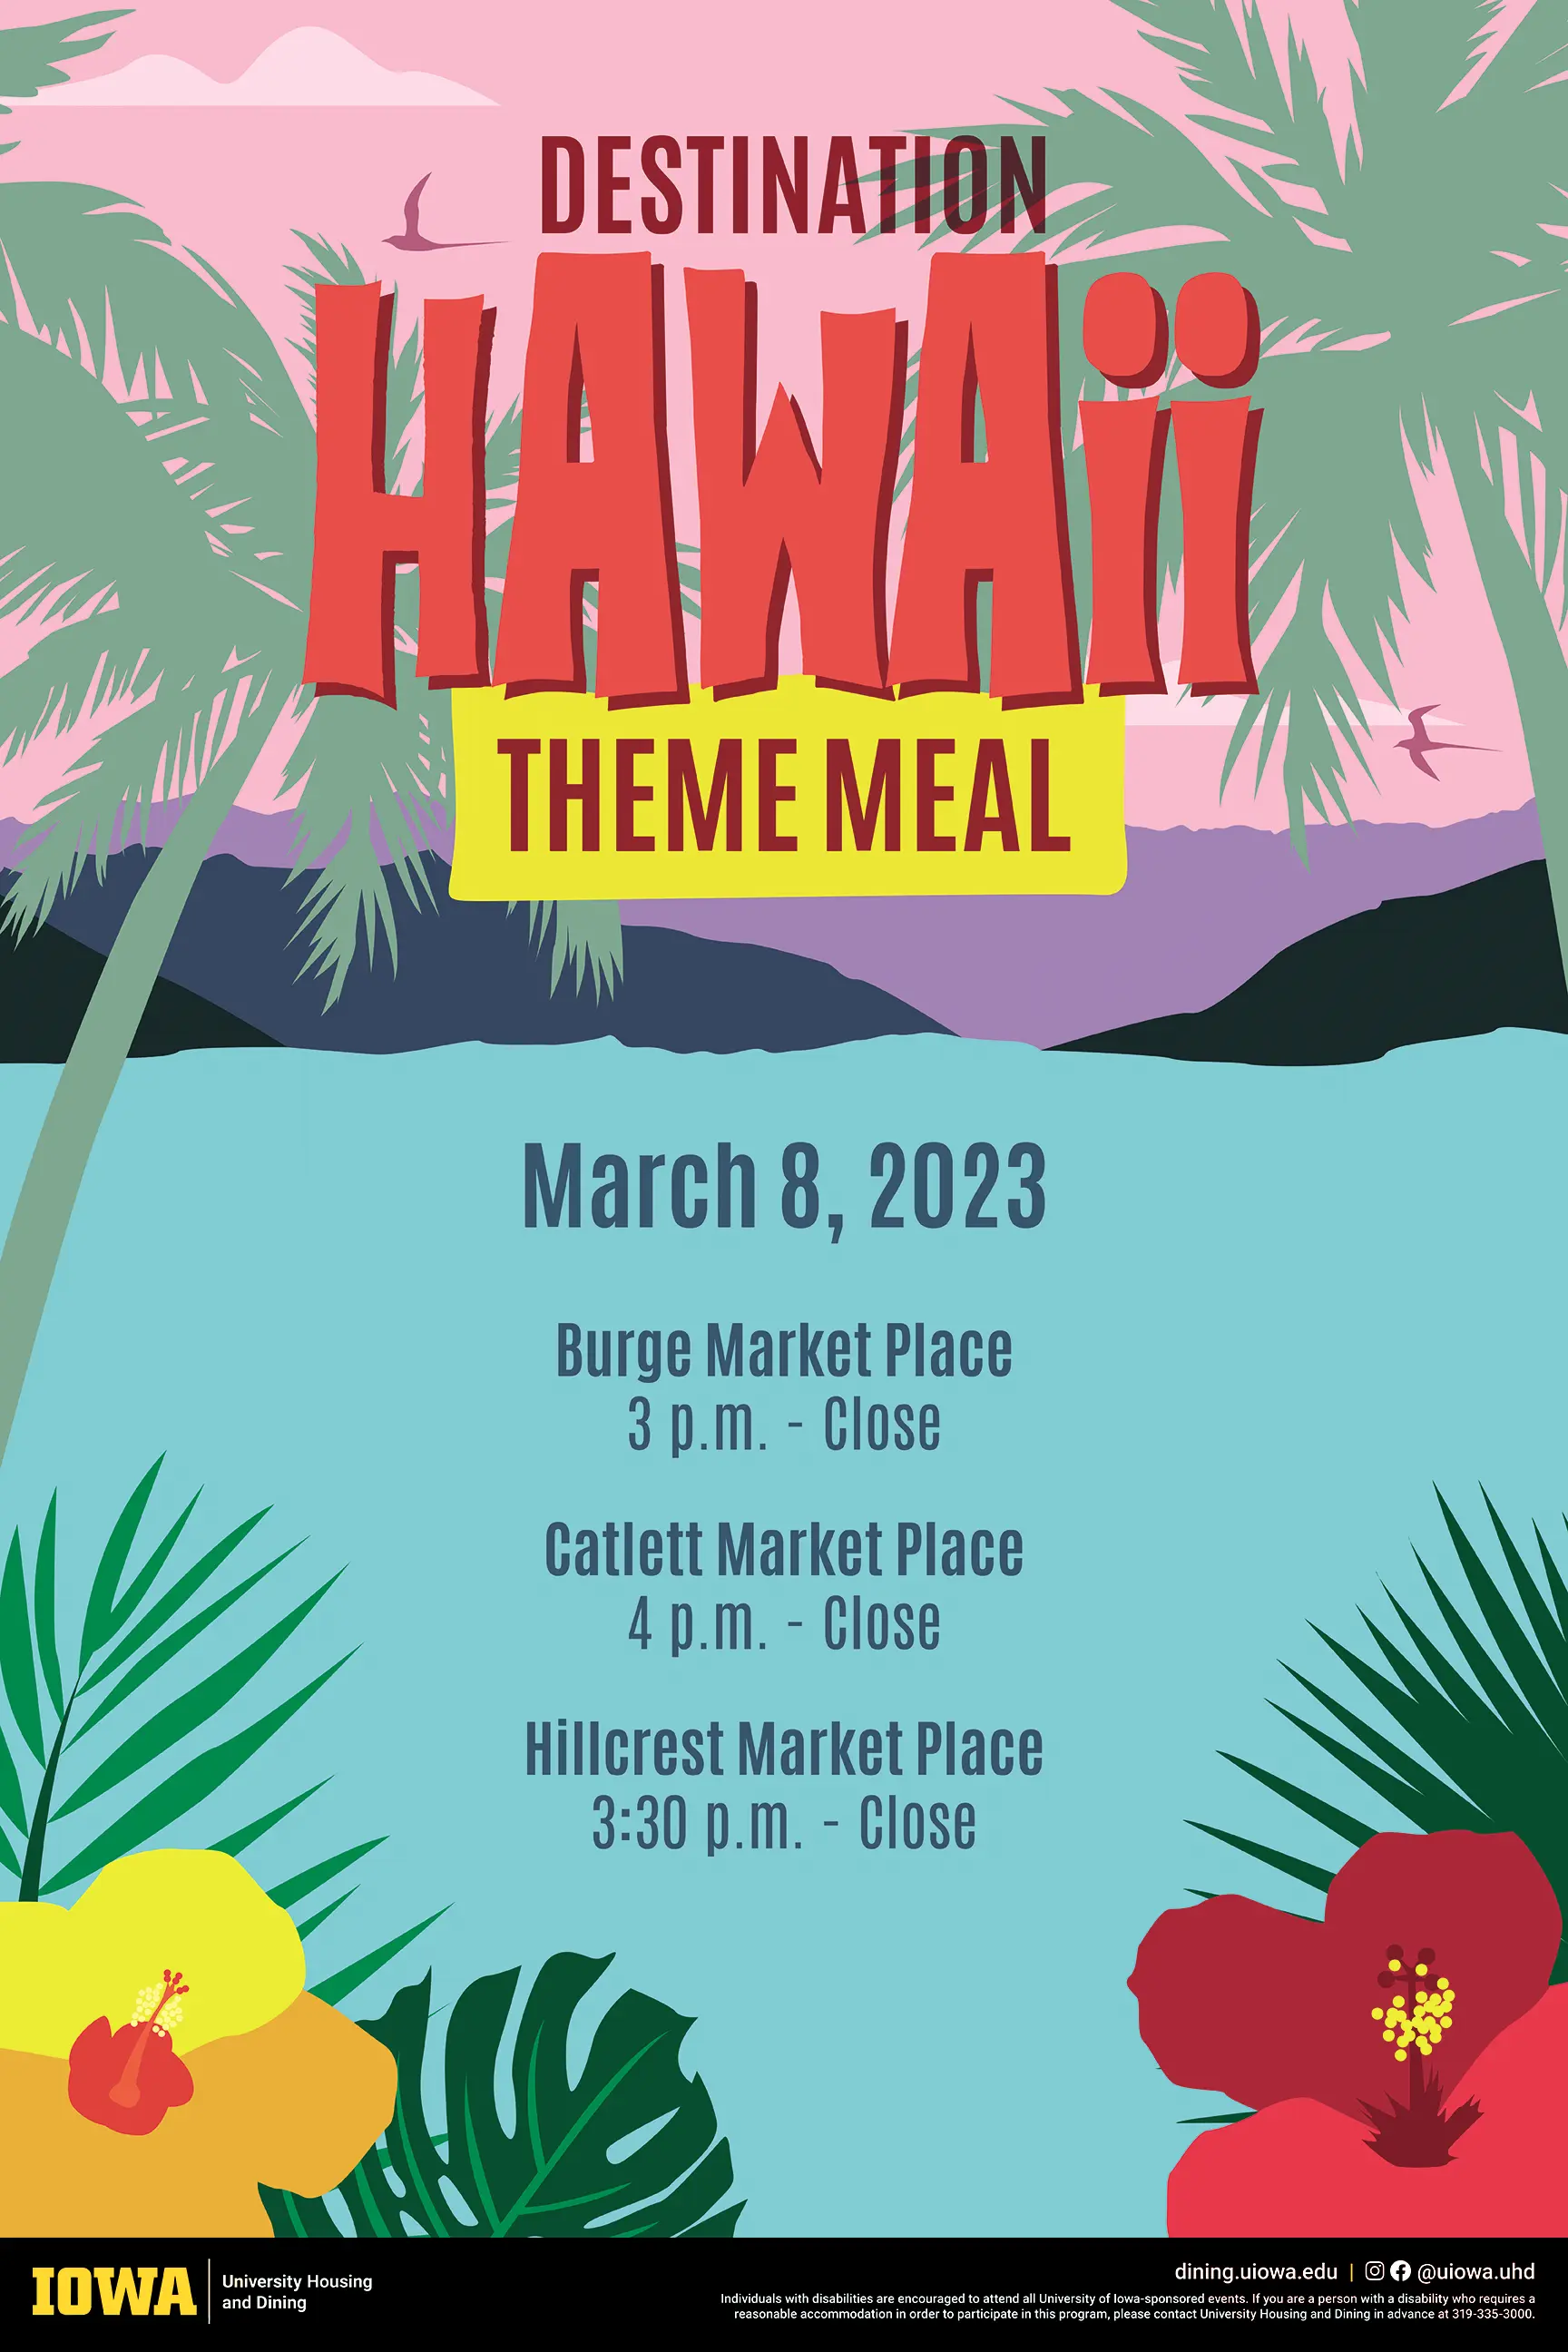 DESTINATION
HAWAii
THEME MEAL
March 8, 2023
Burge Market Place
3 p.m. - Close
Catlett Market Place
4 p.m. - Close
Hillcrest Market Place
3:30 p.m. - Close
IOWA
University Housing
and Dining
dining.uiowa.edu | @uiowa.uhd
Individuals with disabilities are encouraged to attend all University of Iowa-sponsored events. If you are a person with a disability who requires a
reasonable accommodation in order to participate in this program, please contact University Housing and Dining in advance at 319-335-3000.